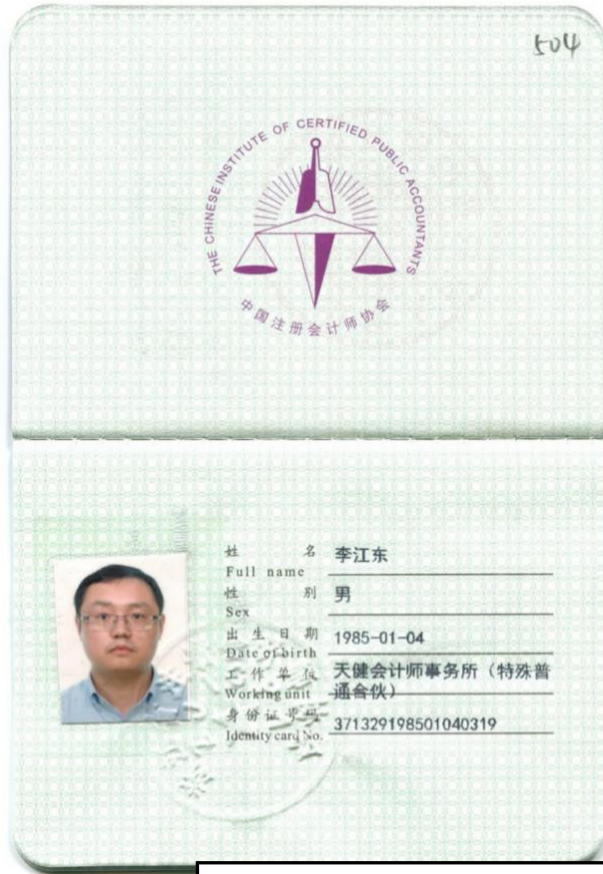 504
THE CHINESE INSTITUTE OF CERTIFIED PUBLIC ACCOUNTANTS
中国注册会计师协会
姓 名 李江东
Full name
性 别 男
Sex
出生日期 1985-01-04
Date of birth
工作单位 天健会计师事务所（特殊普
Working unit 通合伙）
身份证号码 371329198501040319
Identity card No.